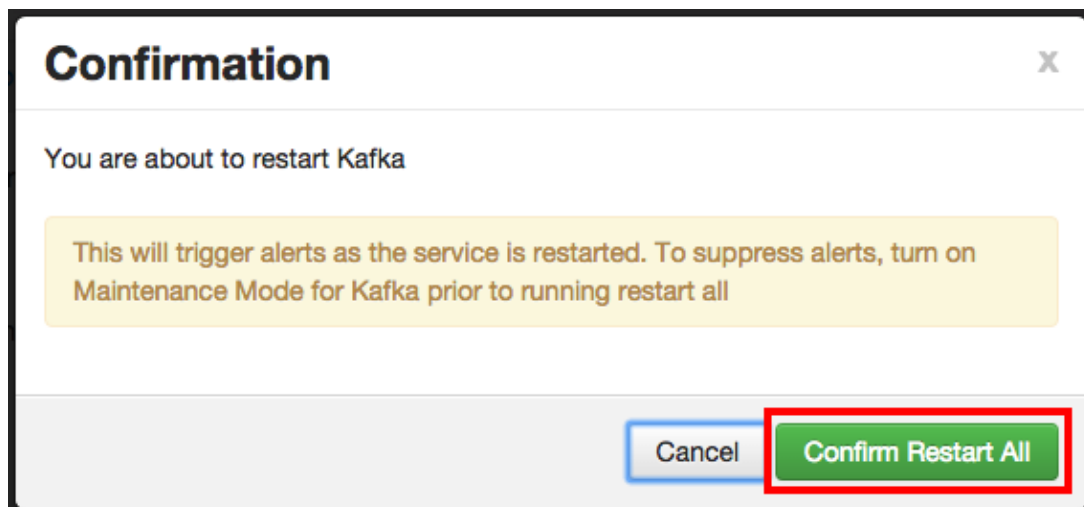 Confirmation
x
You are about to restart Kafka
This will trigger alerts as the service is restarted. To suppress alerts, turn on
Maintenance Mode for Kafka prior to running restart all
Cancel
Confirm Restart All